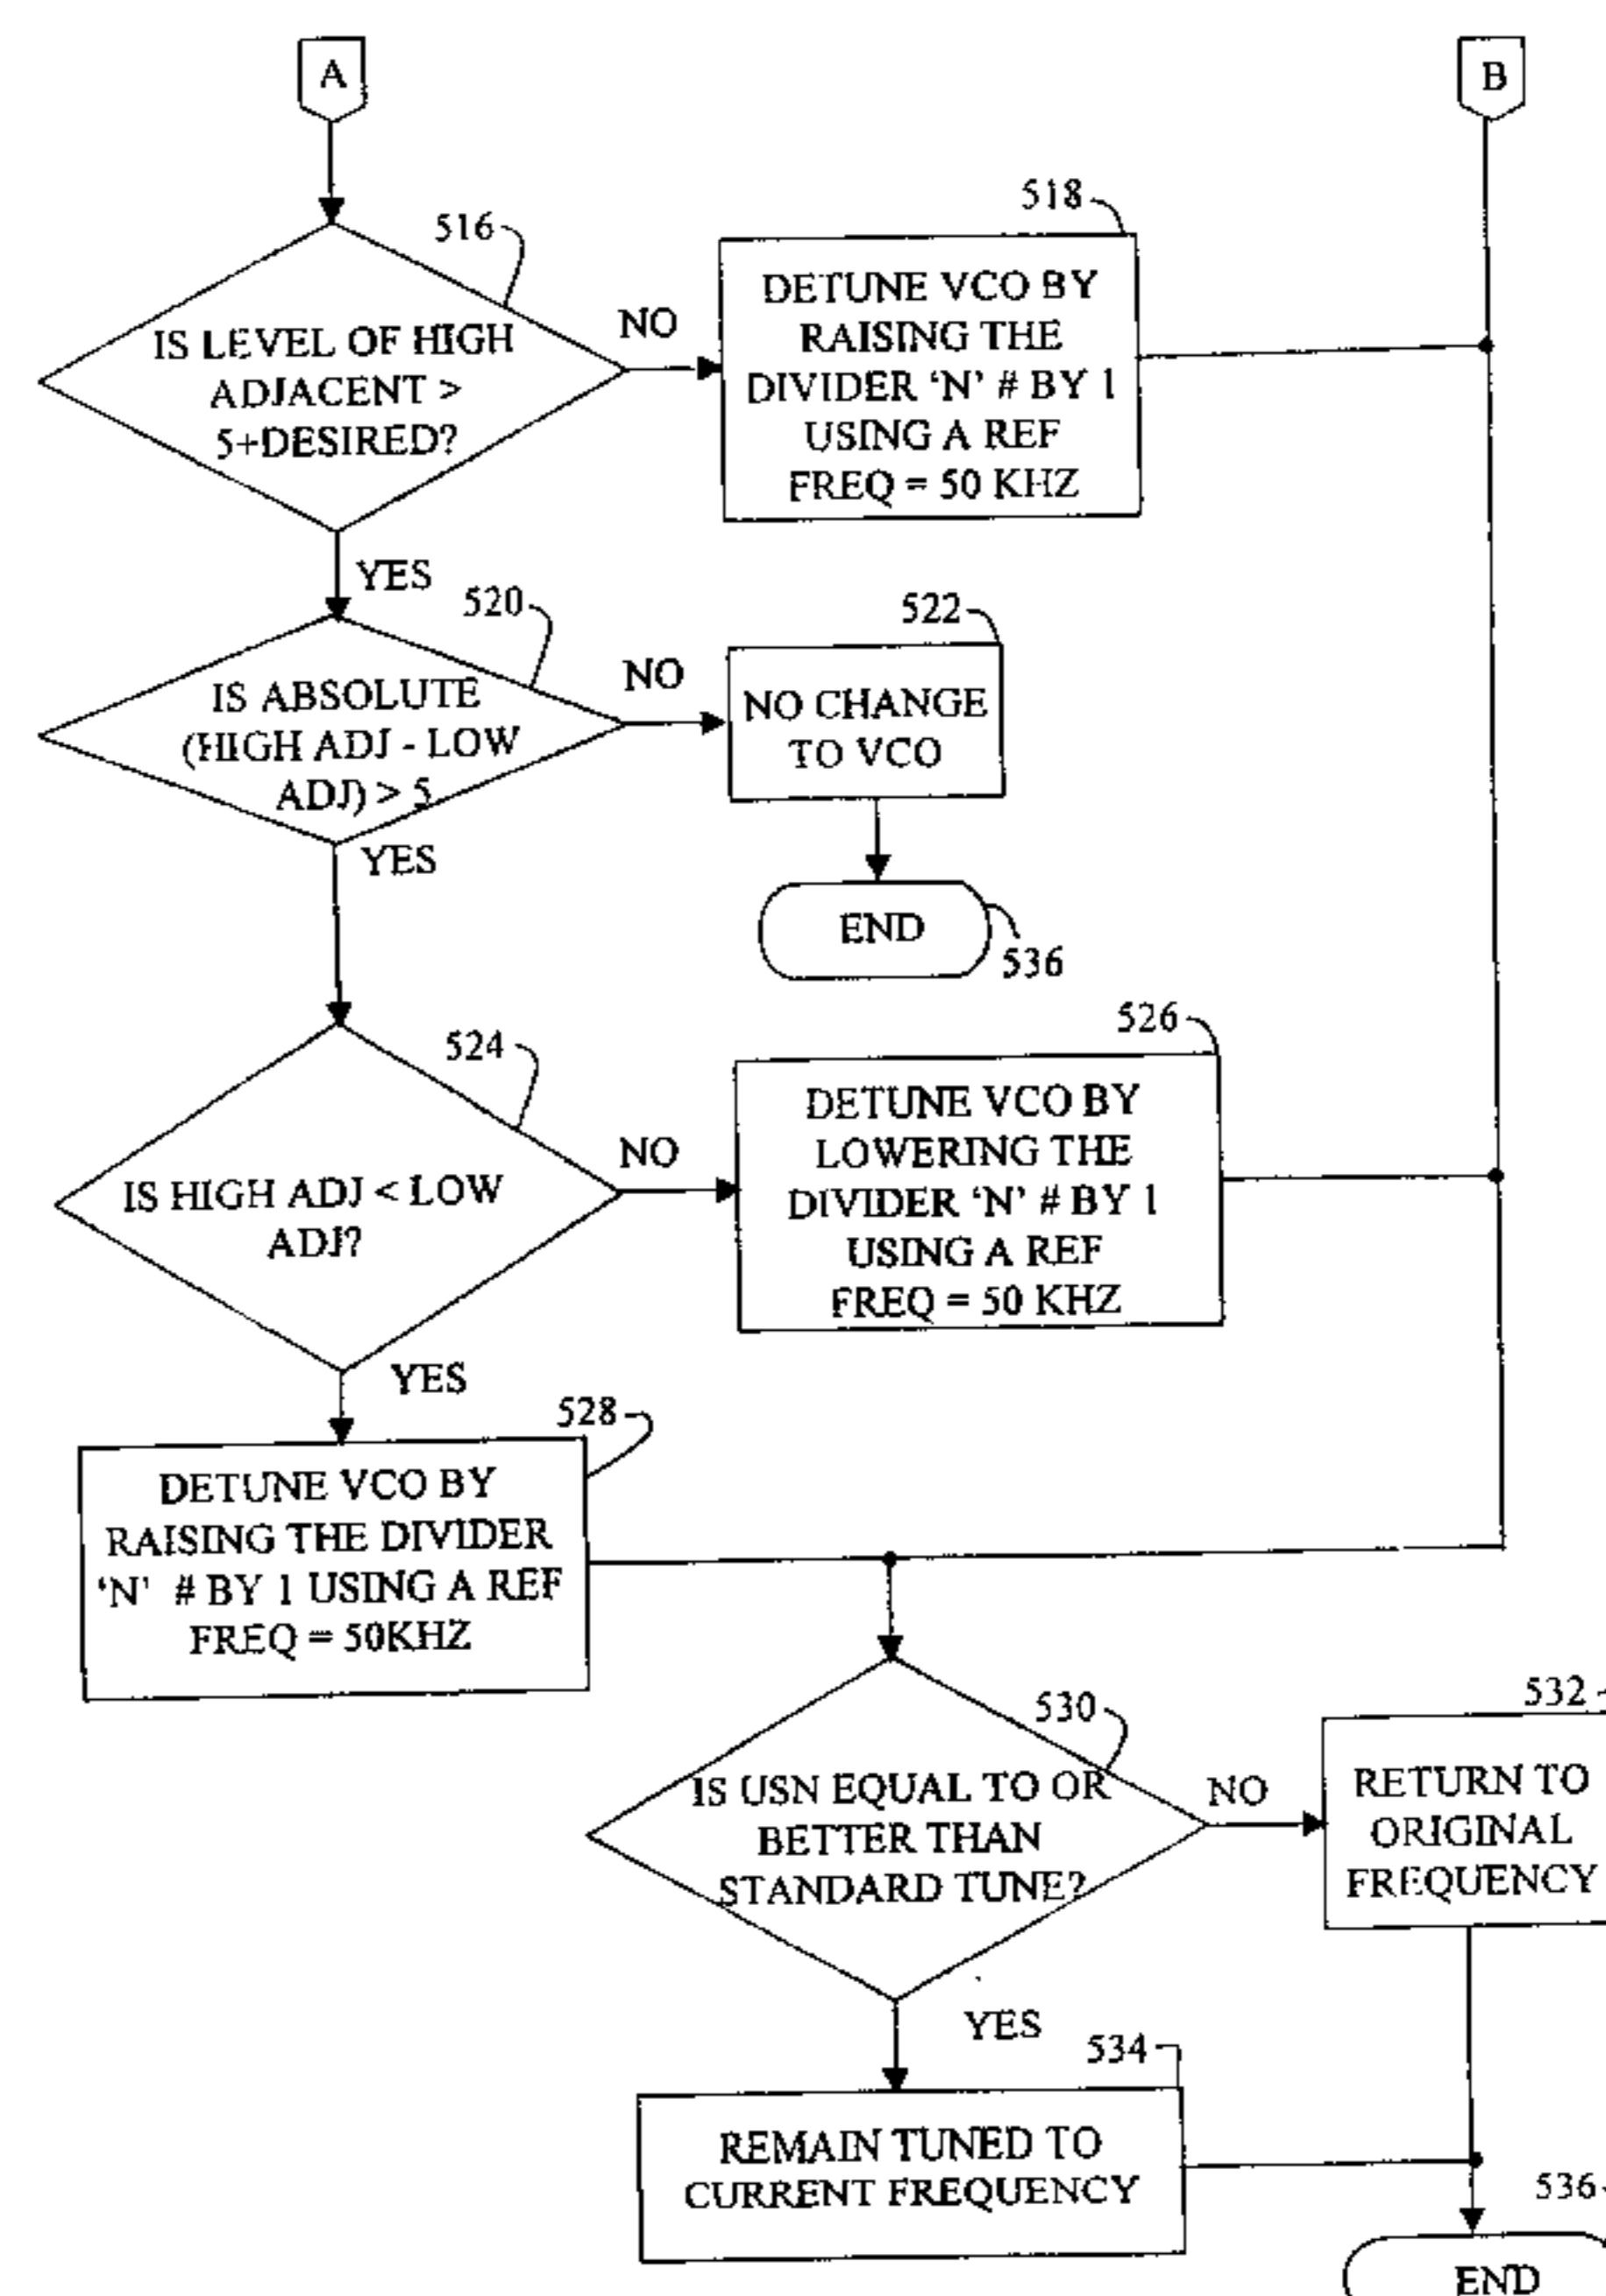 A
B
516
518
IS LEVEL OF HIGH
ADJACENT >
5+DESIRED?
NO
DETUNE VCO BY
RAISING THE
DIVIDER ‘N’ # BY 1
USING A REF
FREQ = 50 KHZ
YES
520
522
IS ABSOLUTE
(HIGH ADJ - LOW
ADJ) > 5
NO
NO CHANGE
TO VCO
YES
END
536
524
526
IS HIGH ADJ < LOW
ADJ?
NO
DETUNE VCO BY
LOWERING THE
DIVIDER ‘N’ # BY 1
USING A REF
FREQ = 50 KHZ
YES
528
DETUNE VCO BY
RAISING THE DIVIDER
‘N’ # BY 1 USING A REF
FREQ = 50KHZ
530
532
IS USN EQUAL TO OR
BETTER THAN
STANDARD TUNE?
NO
RETURN TO
ORIGINAL
FREQUENCY
YES
534
REMAIN TUNED TO
CURRENT FREQUENCY
536
END